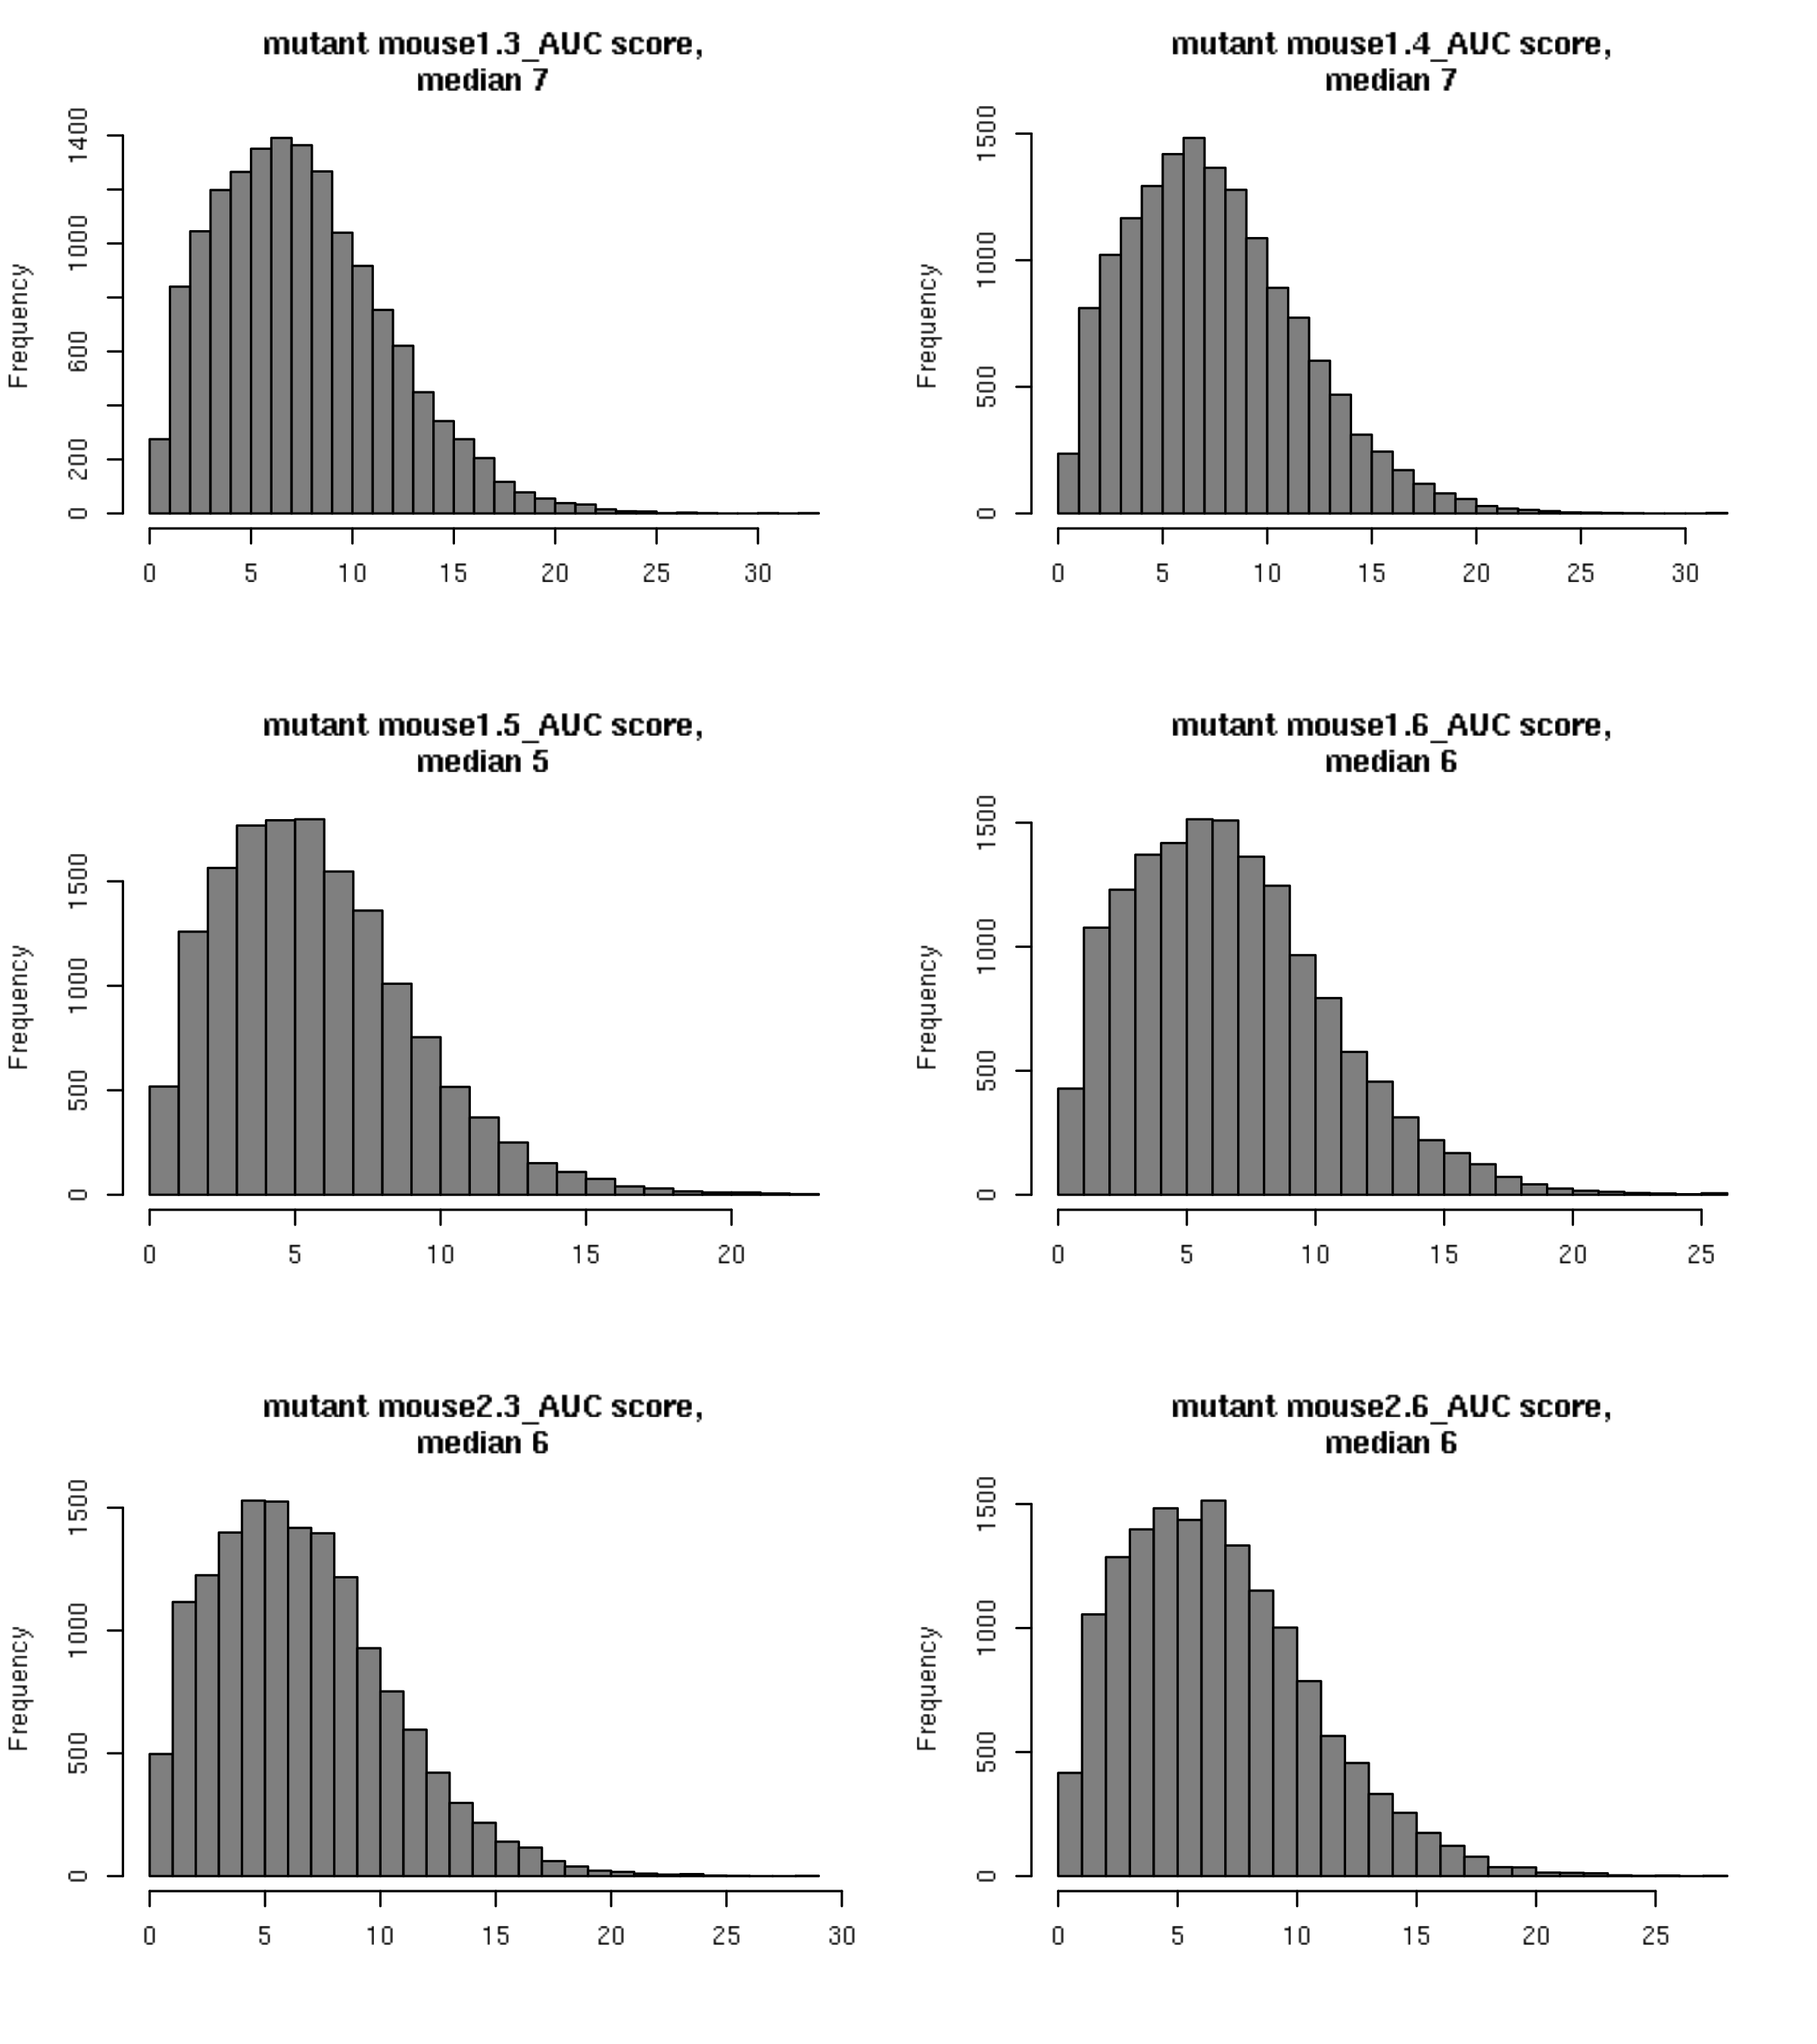 mutant mouse1.3_AUC score,
median 7
Frequency
1400
1000
600
200
0
0 5 10 15 20 25 30
mutant mouse1.4_AUC score,
median 7
Frequency
1500
1000
500
0
0 5 10 15 20 25 30
mutant mouse1.5_AUC score,
median 5
Frequency
1500
1000
500
0
0 5 10 15 20
mutant mouse1.6_AUC score,
median 6
Frequency
1500
1000
500
0
0 5 10 15 20 25
mutant mouse2.3_AUC score,
median 6
Frequency
1500
1000
500
0
0 5 10 15 20 25 30
mutant mouse2.6_AUC score,
median 6
Frequency
1500
1000
500
0
0 5 10 15 20 25